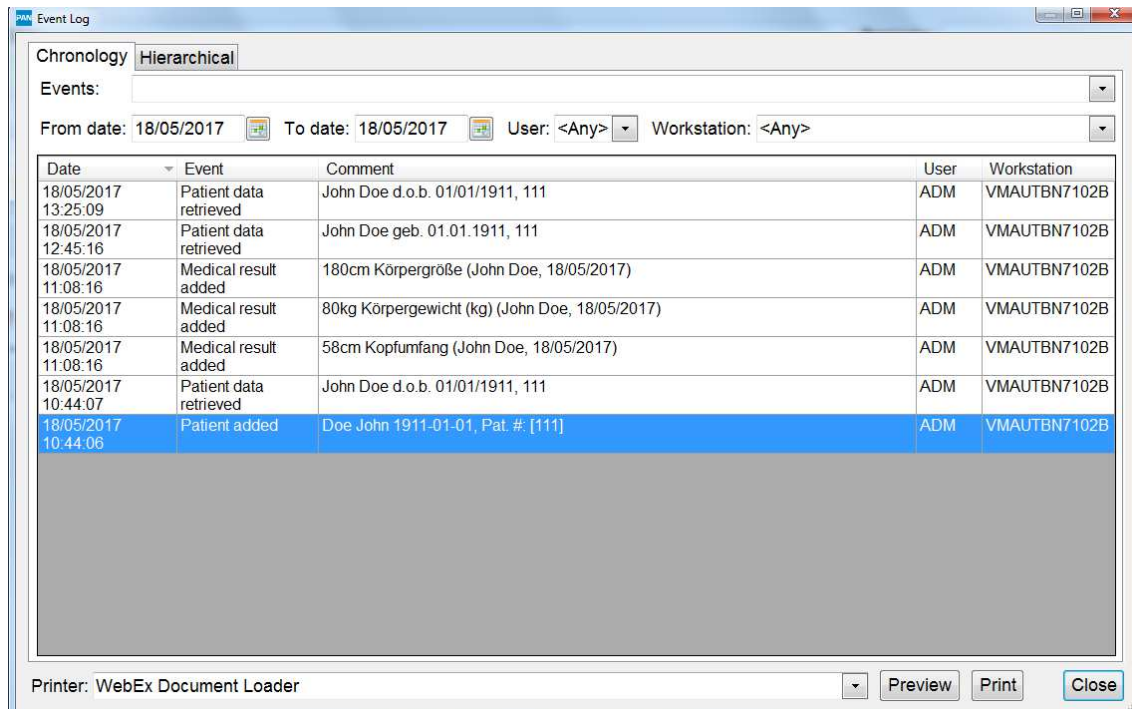 PAN Event Log
Chronology Hierarchical
Events:
From date: 18/05/2017 To date: 18/05/2017 User: <Any> Workstation: <Any>
Date Event Comment User Workstation
18/05/2017 Patient data John Doe d.o.b. 01/01/1911, 111 ADM VMAUTBN7102B
13:25:09 retrieved
18/05/2017 Patient data John Doe geb. 01.01.1911, 111 ADM VMAUTBN7102B
12:45:16 retrieved
18/05/2017 Medical result 180cm Körpergröße (John Doe, 18/05/2017) ADM VMAUTBN7102B
11:08:16 added
18/05/2017 Medical result 80kg Körpergewicht (kg) (John Doe, 18/05/2017) ADM VMAUTBN7102B
11:08:16 added
18/05/2017 Medical result 58cm Kopfumfang (John Doe, 18/05/2017) ADM VMAUTBN7102B
11:08:16 added
18/05/2017 Patient data John Doe d.o.b. 01/01/1911, 111 ADM VMAUTBN7102B
10:44:07 retrieved
18/05/2017 Patient added Doe John 1911-01-01, Pat. #: [111] ADM VMAUTBN7102B
10:44:06
Printer: WebEx Document Loader Preview Print Close